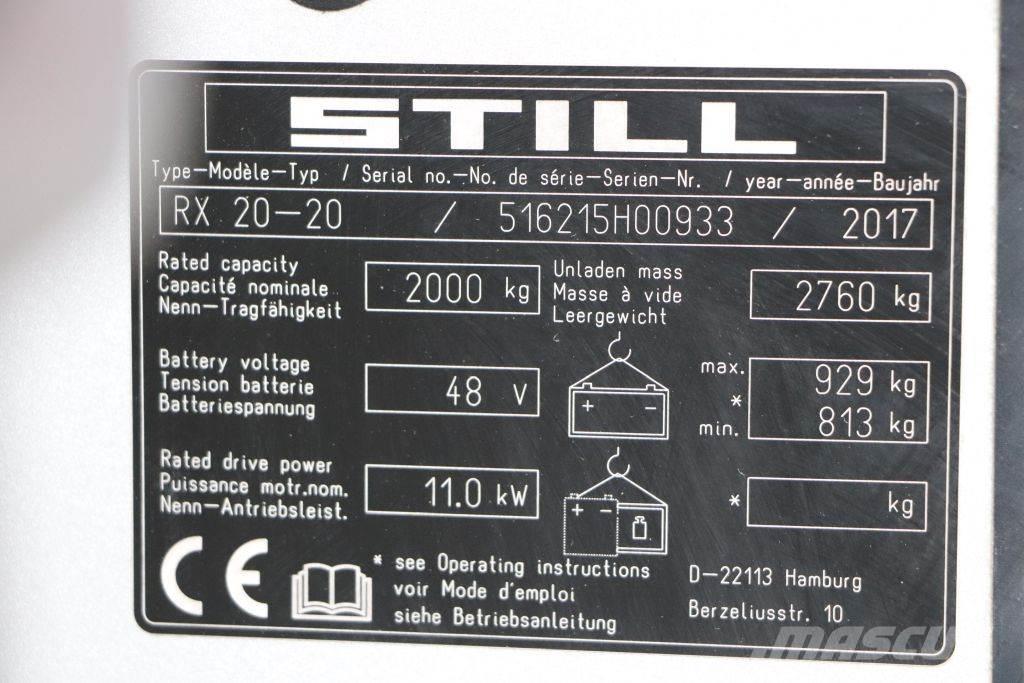 STILL
Type-Modèle-Typ / Serial no.-No. de série-Serien-Nr. / year-année-Baujahr
RX 20-20 / 516215H00933 / 2017
Rated capacity
Capacité nominale
Nenn-Tragfähigkeit
2000 kg
Unladen mass
Masse à vide
Leergewicht
2760 kg
Battery voltage
Tension batterie
Batteriespannung
48 V
+ -
max. 929 kg
*
min. 813 kg
Rated drive power
Puissance motr.nom.
Nenn-Antriebsleist.
11.0 kW
+ -
* kg
CE
* see Operating instructions
voir Mode d'emploi
siehe Betriebsanleitung
D-22113 Hamburg
Berzeliusstr. 10
MASCUS